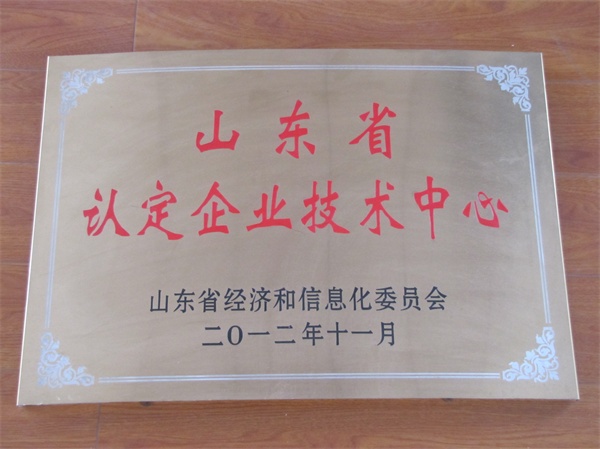 山东省
认定企业技术中心
山东省经济和信息化委员会
二〇一二年十一月